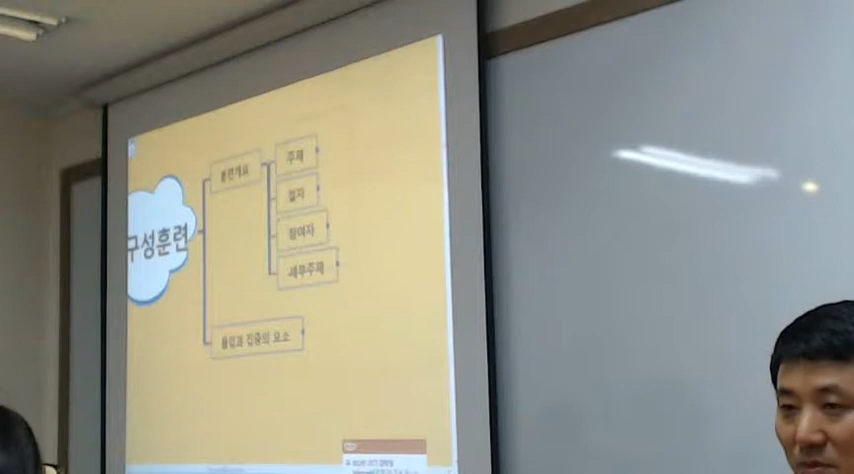 구성훈련
훈련개요
주제
절차
참여자
세부주제
몰입과 집중의 요소